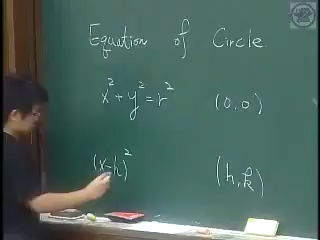 Equation of Circle
x² + y² = r² (0,0)
(x-h)² (h,k)